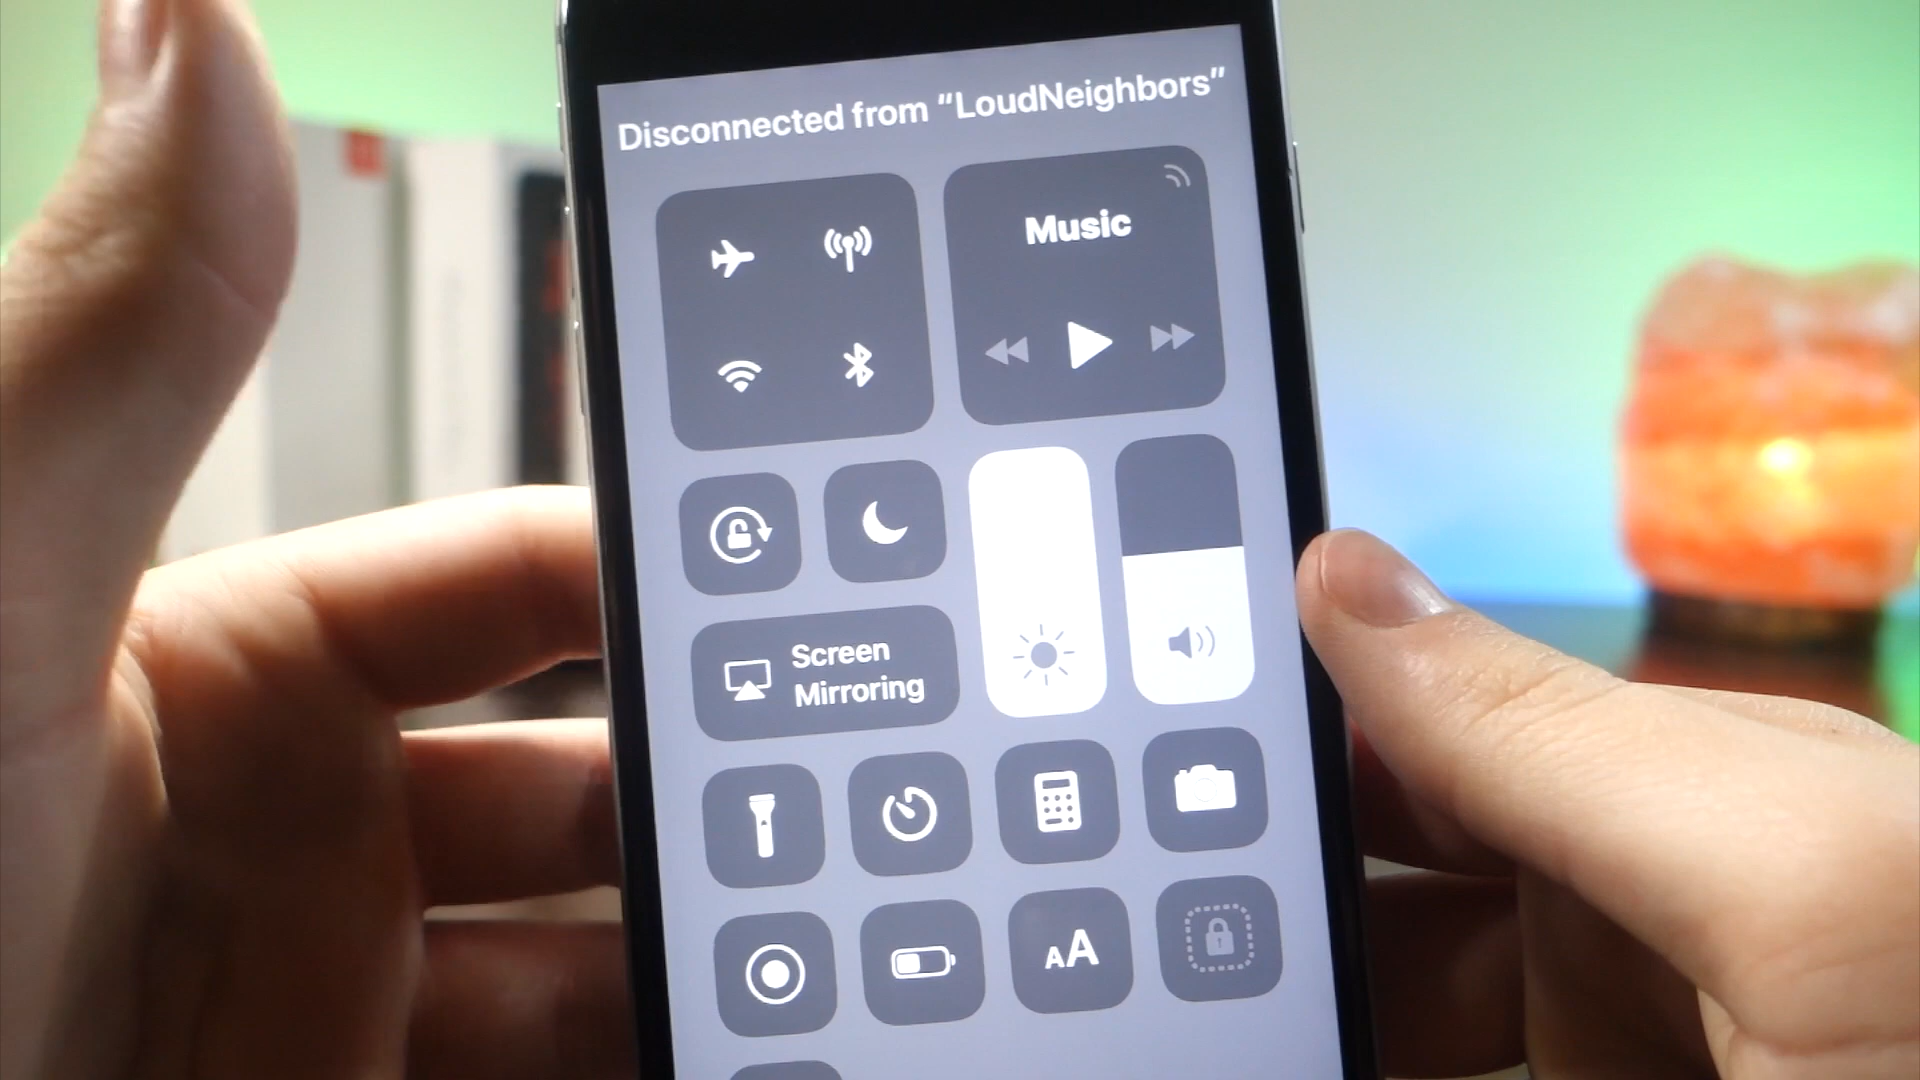 Disconnected from “LoudNeighbors”
Music
Screen
Mirroring
AA